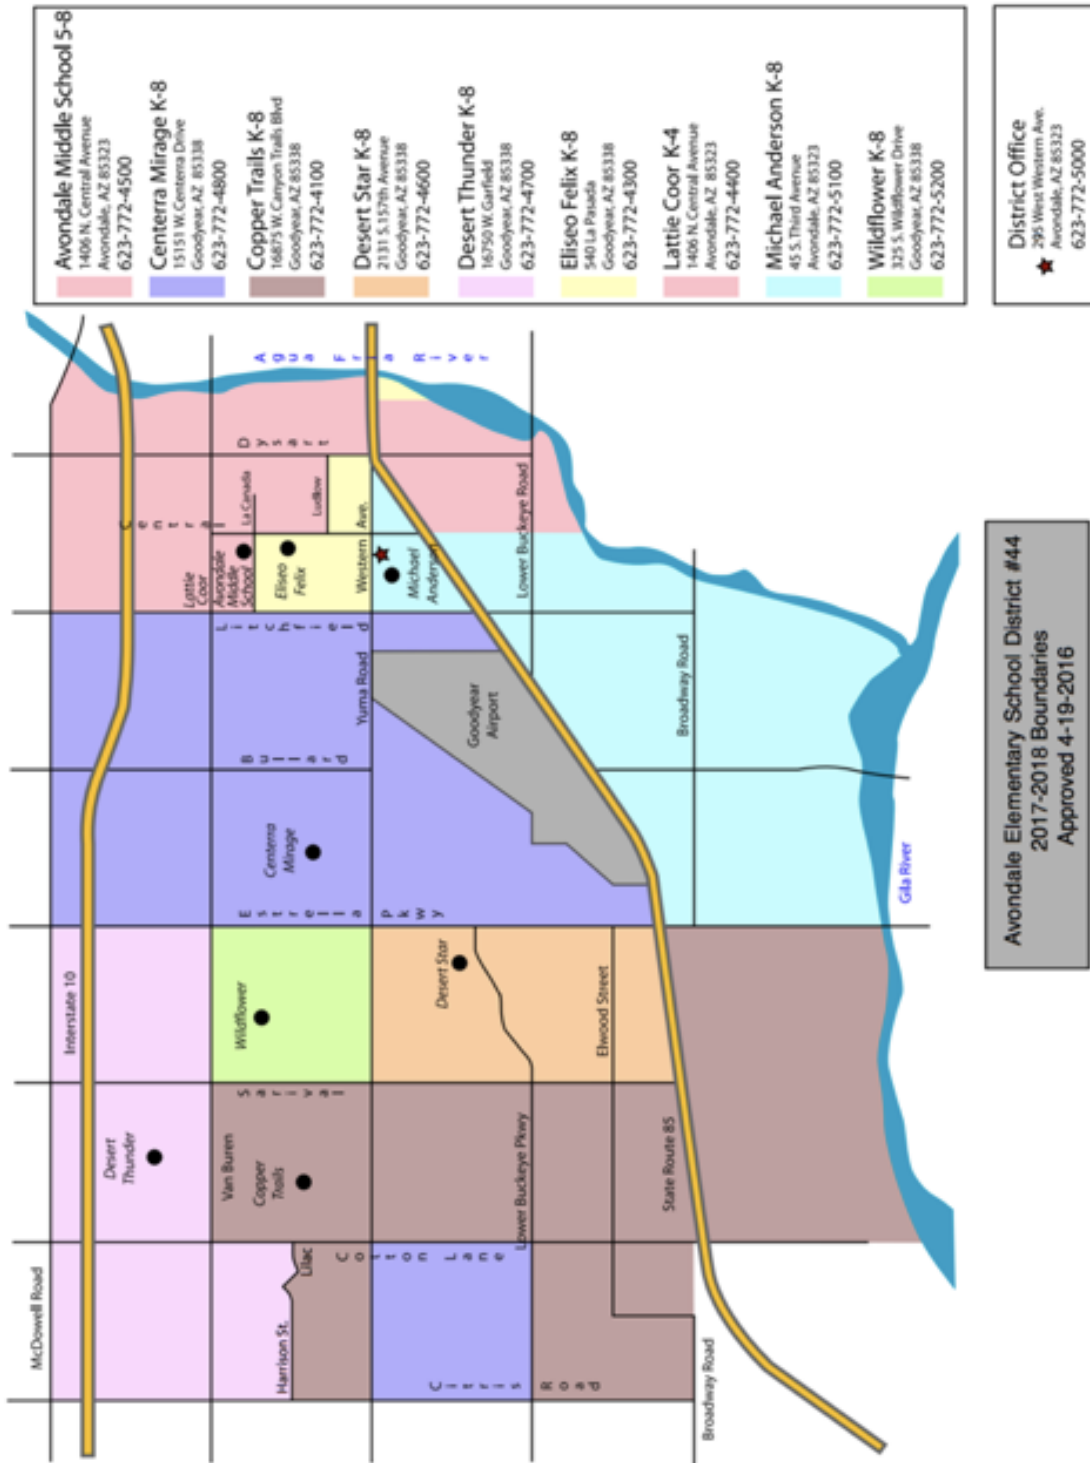 Avondale Middle School 5-8
1406 N. Central Avenue
Avondale, AZ 85323
623-772-4500
Centerra Mirage K-8
15151 W. Centerra Drive
Goodyear, AZ 85338
623-772-4800
Copper Trails K-8
16875 W. Canyon Trails Blvd
Goodyear, AZ 85338
623-772-4100
Desert Star K-8
2131 S. 157th Avenue
Goodyear, AZ 85338
623-772-4600
Desert Thunder K-8
16750 W. Garfield
Goodyear, AZ 85338
623-772-4700
Eliseo Felix K-8
540 La Pasada
Goodyear, AZ 85338
623-772-4300
Lattie Coor K-4
1406 N. Central Avenue
Avondale, AZ 85323
623-772-4400
Michael Anderson K-8
45 S. Third Avenue
Avondale, AZ 85323
623-772-5100
Wildflower K-8
325 S. Wildflower Drive
Goodyear, AZ 85338
623-772-5200
District Office
295 West Western Ave.
Avondale, AZ 85323
623-772-5000
McDowell Road
Interstate 10
Desert
Thunder
Central
Lattie
Coor
Avondale
Middle
School
La Canada
Dysart
Agua Fria River
Van Buren
Copper
Trails
Sarival
Wildflower
Estrella Pkwy
Centerra
Mirage
Bullard
Litchfield
Eliseo
Felix
Ludlow
Harrison St.
Lilac
Cotton Lane
Yuma Road
Western
Ave.
Michael
Anderson
Citris Road
Desert Star
Goodyear
Airport
Lower Buckeye Pkwy
Lower Buckeye Road
Elwood Street
State Route 85
Broadway Road
Broadway Road
Gila River
Avondale Elementary School District #44
2017-2018 Boundaries
Approved 4-19-2016